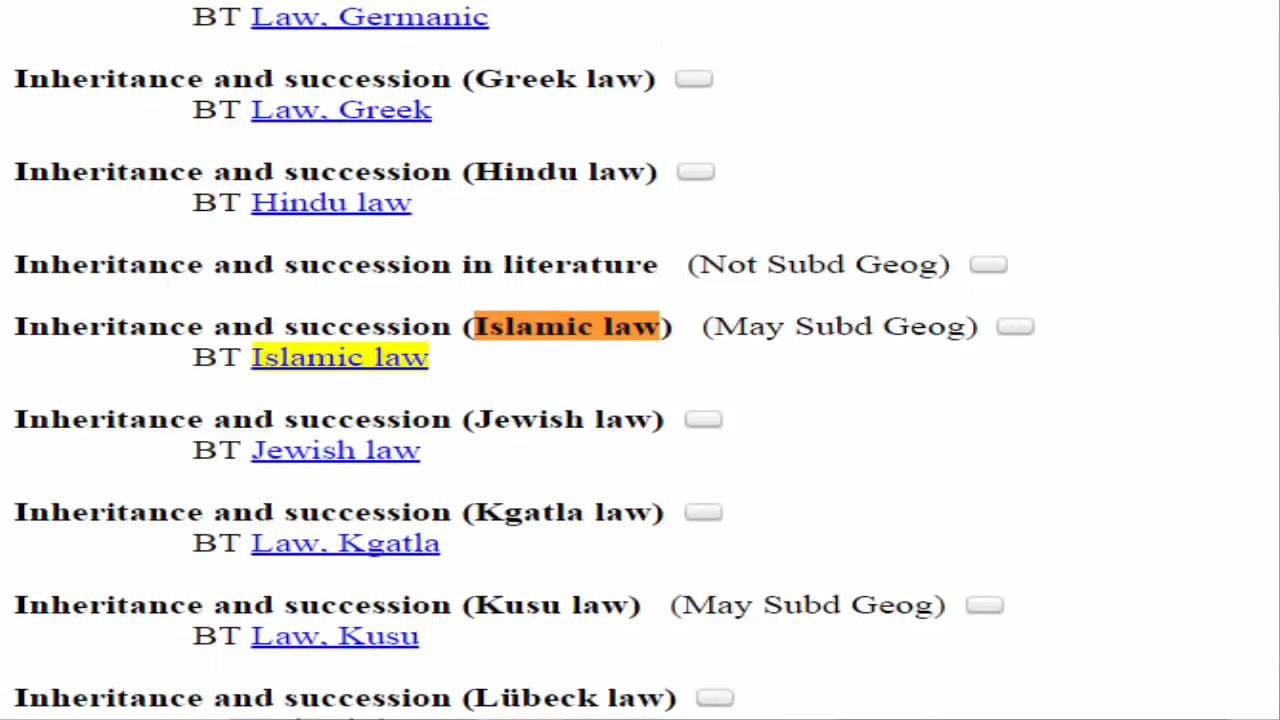 BT Law, Germanic
Inheritance and succession (Greek law)
BT Law, Greek
Inheritance and succession (Hindu law)
BT Hindu law
Inheritance and succession in literature (Not Subd Geog)
Inheritance and succession (Islamic law) (May Subd Geog)
BT Islamic law
Inheritance and succession (Jewish law)
BT Jewish law
Inheritance and succession (Kgatla law)
BT Law, Kgatla
Inheritance and succession (Kusu law) (May Subd Geog)
BT Law, Kusu
Inheritance and succession (Lübeck law)